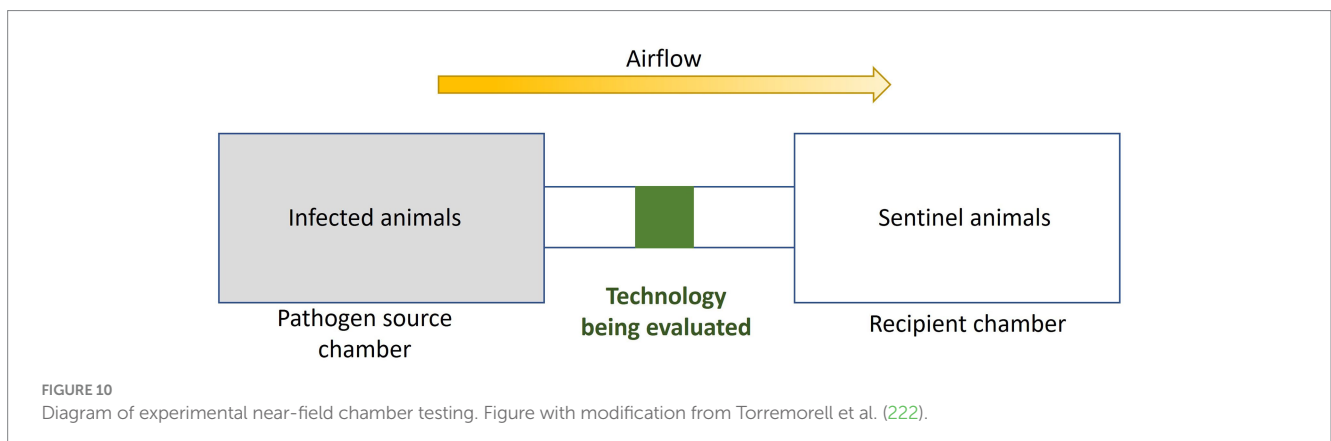 Airflow
Infected animals
Sentinel animals
Technology
being evaluated
Pathogen source
chamber
Recipient chamber
FIGURE 10
Diagram of experimental near-field chamber testing. Figure with modification from Torremorell et al. (222).